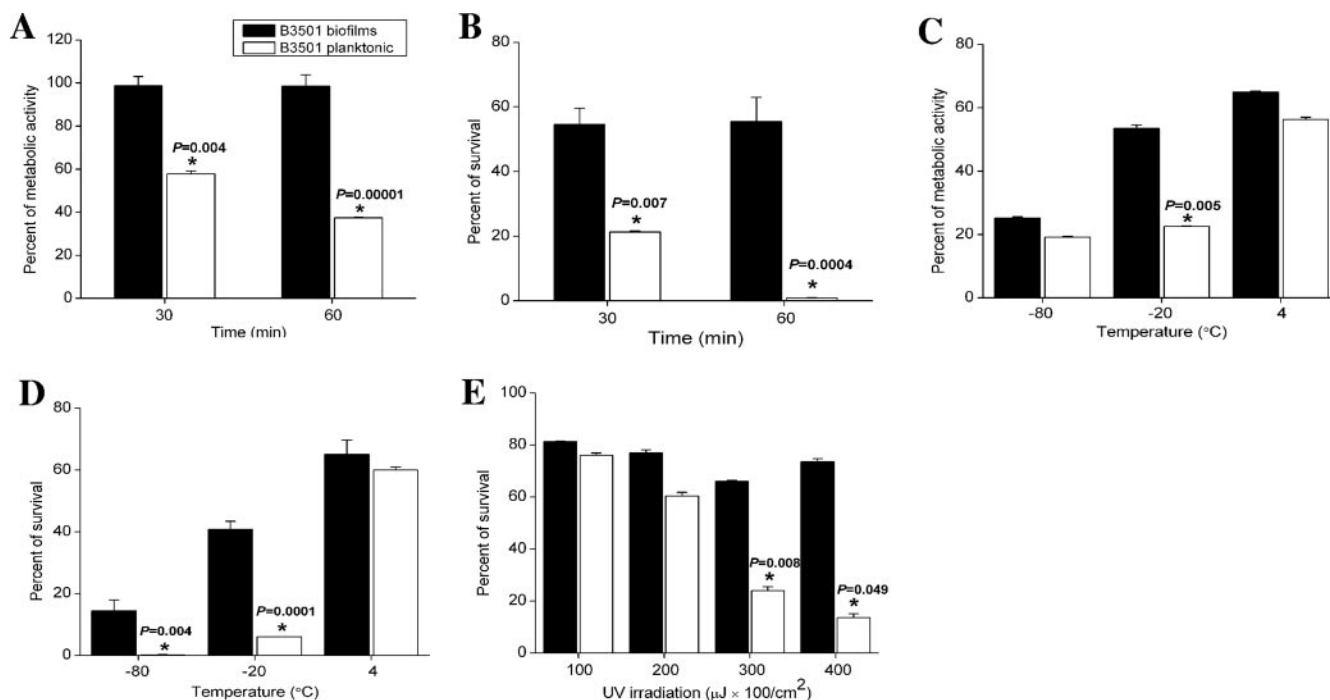 A
B3501 biofilms
B3501 planktonic
Percent of metabolic activity
120
100
80
60
40
20
0
P=0.004
*
P=0.00001
*
30
60
Time (min)
B
Percent of survival
80
60
40
20
0
P=0.007
*
P=0.0004
*
30
60
Time (min)
C
Percent of metabolic activity
80
60
40
20
0
P=0.005
*
-80
-20
4
Temperature (°C)
D
Percent of survival
80
60
40
20
0
P=0.004
*
P=0.0001
*
-80
-20
4
Temperature (°C)
E
Percent of survival
100
80
60
40
20
0
P=0.008
*
P=0.049
*
100
200
300
400
UV irradiation (µJ × 100/cm²)